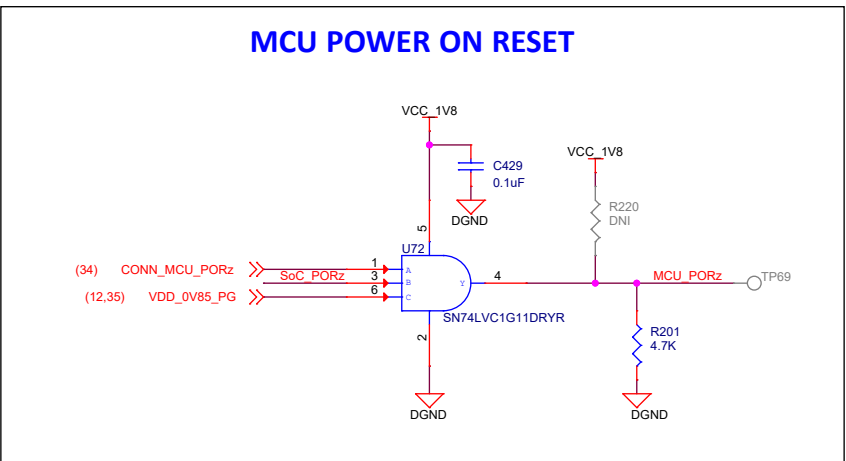 MCU POWER ON RESET
VCC_1V8
C429
0.1uF
DGND
VCC_1V8
R220
DNI
5
U72
(34) CONN_MCU_PORz 1 A
SoC_PORz 3 B
(12,35) VDD_0V85_PG 6 C
Y 4
MCU_PORz TP69
SN74LVC1G11DRYR
2
R201
4.7K
DGND
DGND